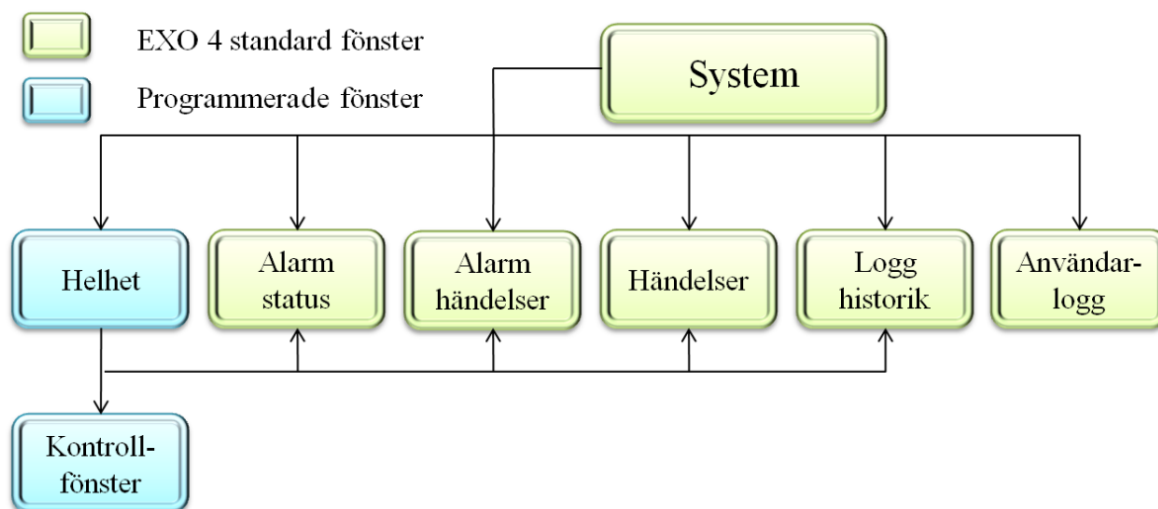 EXO 4 standard fönster
Programmerade fönster
System
Helhet
Alarm
status
Alarm
händelser
Händelser
Logg
historik
Användar-
logg
Kontroll-
fönster